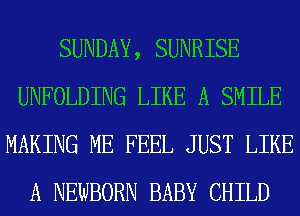 SUNDAY, SUNRISE
UNFOLDING LIKE A SMILE
MAKING ME FEEL JUST LIKE
A NEWBORN BABY CHILD